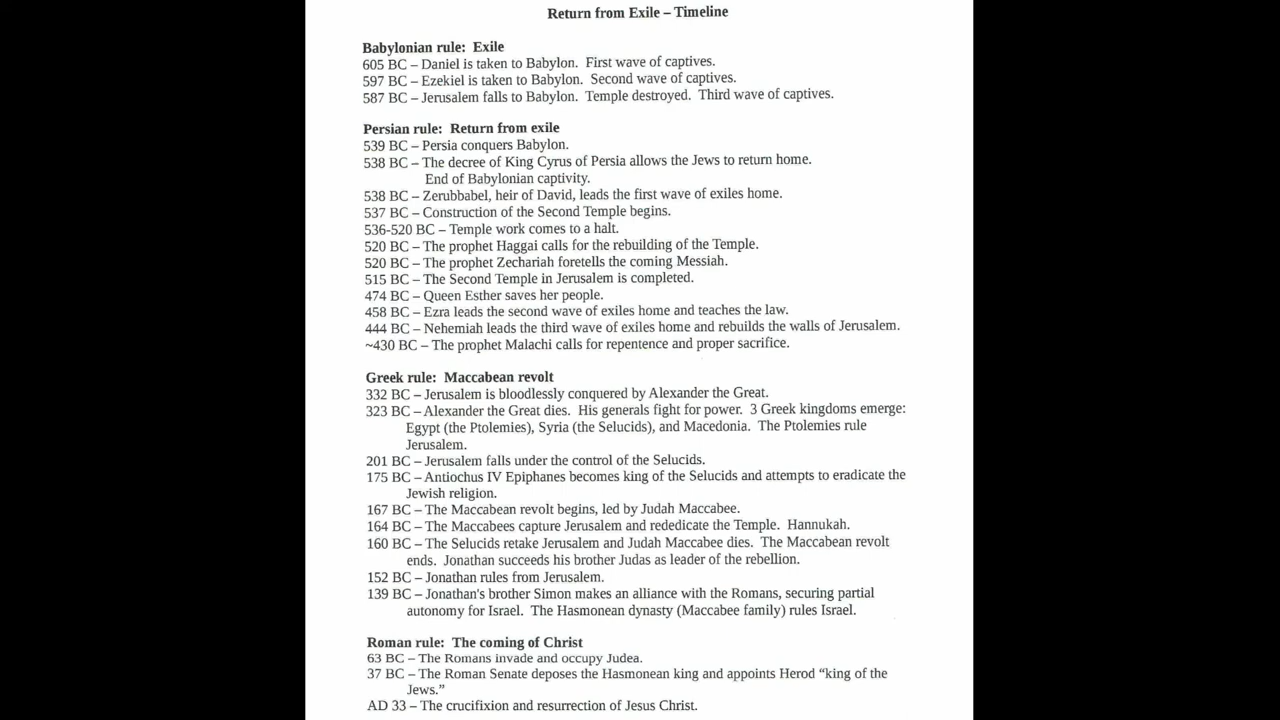 Return from Exile – Timeline
Babylonian rule: Exile
605 BC – Daniel is taken to Babylon. First wave of captives.
597 BC – Ezekiel is taken to Babylon. Second wave of captives.
587 BC – Jerusalem falls to Babylon. Temple destroyed. Third wave of captives.
Persian rule: Return from exile
539 BC – Persia conquers Babylon.
538 BC – The decree of King Cyrus of Persia allows the Jews to return home.
End of Babylonian captivity.
538 BC – Zerubbabel, heir of David, leads the first wave of exiles home.
537 BC – Construction of the Second Temple begins.
536-520 BC – Temple work comes to a halt.
520 BC – The prophet Haggai calls for the rebuilding of the Temple.
520 BC – The prophet Zechariah foretells the coming Messiah.
515 BC – The Second Temple in Jerusalem is completed.
474 BC – Queen Esther saves her people.
458 BC – Ezra leads the second wave of exiles home and teaches the law.
444 BC – Nehemiah leads the third wave of exiles home and rebuilds the walls of Jerusalem.
~430 BC – The prophet Malachi calls for repentence and proper sacrifice.
Greek rule: Maccabean revolt
332 BC – Jerusalem is bloodlessly conquered by Alexander the Great.
323 BC – Alexander the Great dies. His generals fight for power. 3 Greek kingdoms emerge:
Egypt (the Ptolemies), Syria (the Selucids), and Macedonia. The Ptolemies rule
Jerusalem.
201 BC – Jerusalem falls under the control of the Selucids.
175 BC – Antiochus IV Epiphanes becomes king of the Selucids and attempts to eradicate the
Jewish religion.
167 BC – The Maccabean revolt begins, led by Judah Maccabee.
164 BC – The Maccabees capture Jerusalem and rededicate the Temple. Hannukah.
160 BC – The Selucids retake Jerusalem and Judah Maccabee dies. The Maccabean revolt
ends. Jonathan succeeds his brother Judas as leader of the rebellion.
152 BC – Jonathan rules from Jerusalem.
139 BC – Jonathan's brother Simon makes an alliance with the Romans, securing partial
autonomy for Israel. The Hasmonean dynasty (Maccabee family) rules Israel.
Roman rule: The coming of Christ
63 BC – The Romans invade and occupy Judea.
37 BC – The Roman Senate deposes the Hasmonean king and appoints Herod “king of the
Jews.”
AD 33 – The crucifixion and resurrection of Jesus Christ.